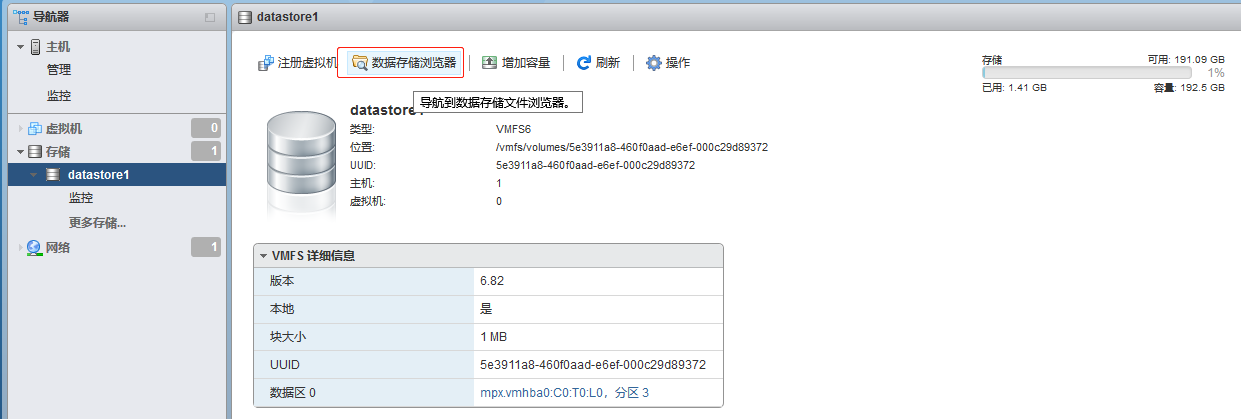 导航器
主机
管理
监控
虚拟机 0
存储 1
datastore1
监控
更多存储...
网络 1
datastore1
注册虚拟机 数据存储浏览器 增加容量 刷新 操作
导航到数据存储文件浏览器。
存储 可用: 191.09 GB
1%
已用: 1.41 GB 容量: 192.5 GB
datastore1
类型: VMFS6
位置: /vmfs/volumes/5e3911a8-460f0aad-e6ef-000c29d89372
UUID: 5e3911a8-460f0aad-e6ef-000c29d89372
主机: 1
虚拟机: 0
VMFS 详细信息
版本 6.82
本地 是
块大小 1 MB
UUID 5e3911a8-460f0aad-e6ef-000c29d89372
数据区 0 mpx.vmhba0:C0:T0:L0，分区 3